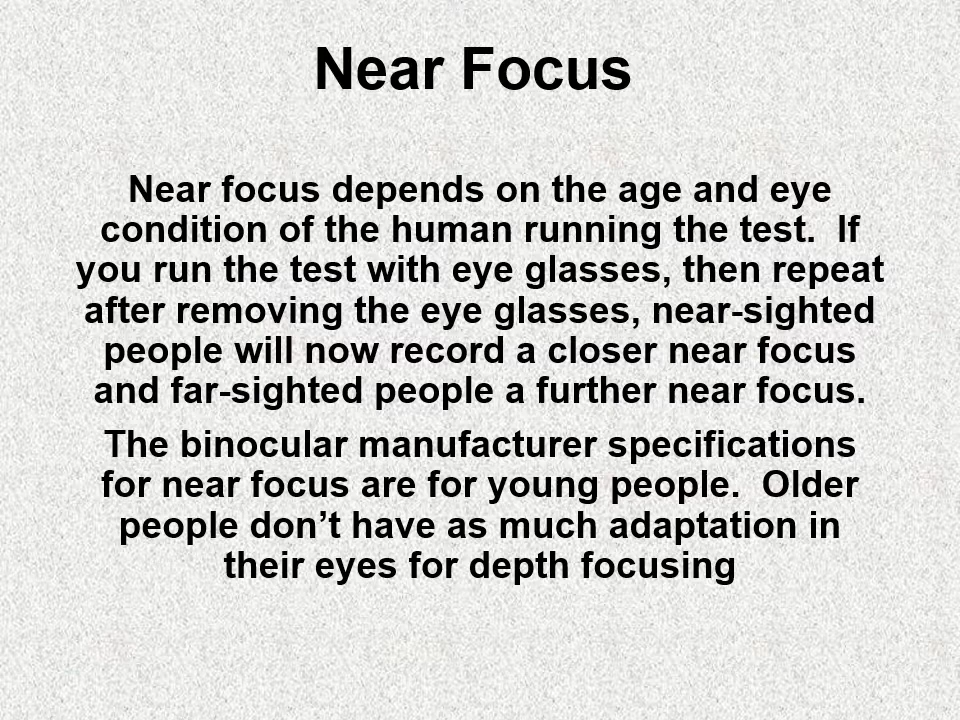 Near Focus
Near focus depends on the age and eye
condition of the human running the test.  If
you run the test with eye glasses, then repeat
after removing the eye glasses, near-sighted
people will now record a closer near focus
and far-sighted people a further near focus.
The binocular manufacturer specifications
for near focus are for young people.  Older
people don’t have as much adaptation in
their eyes for depth focusing